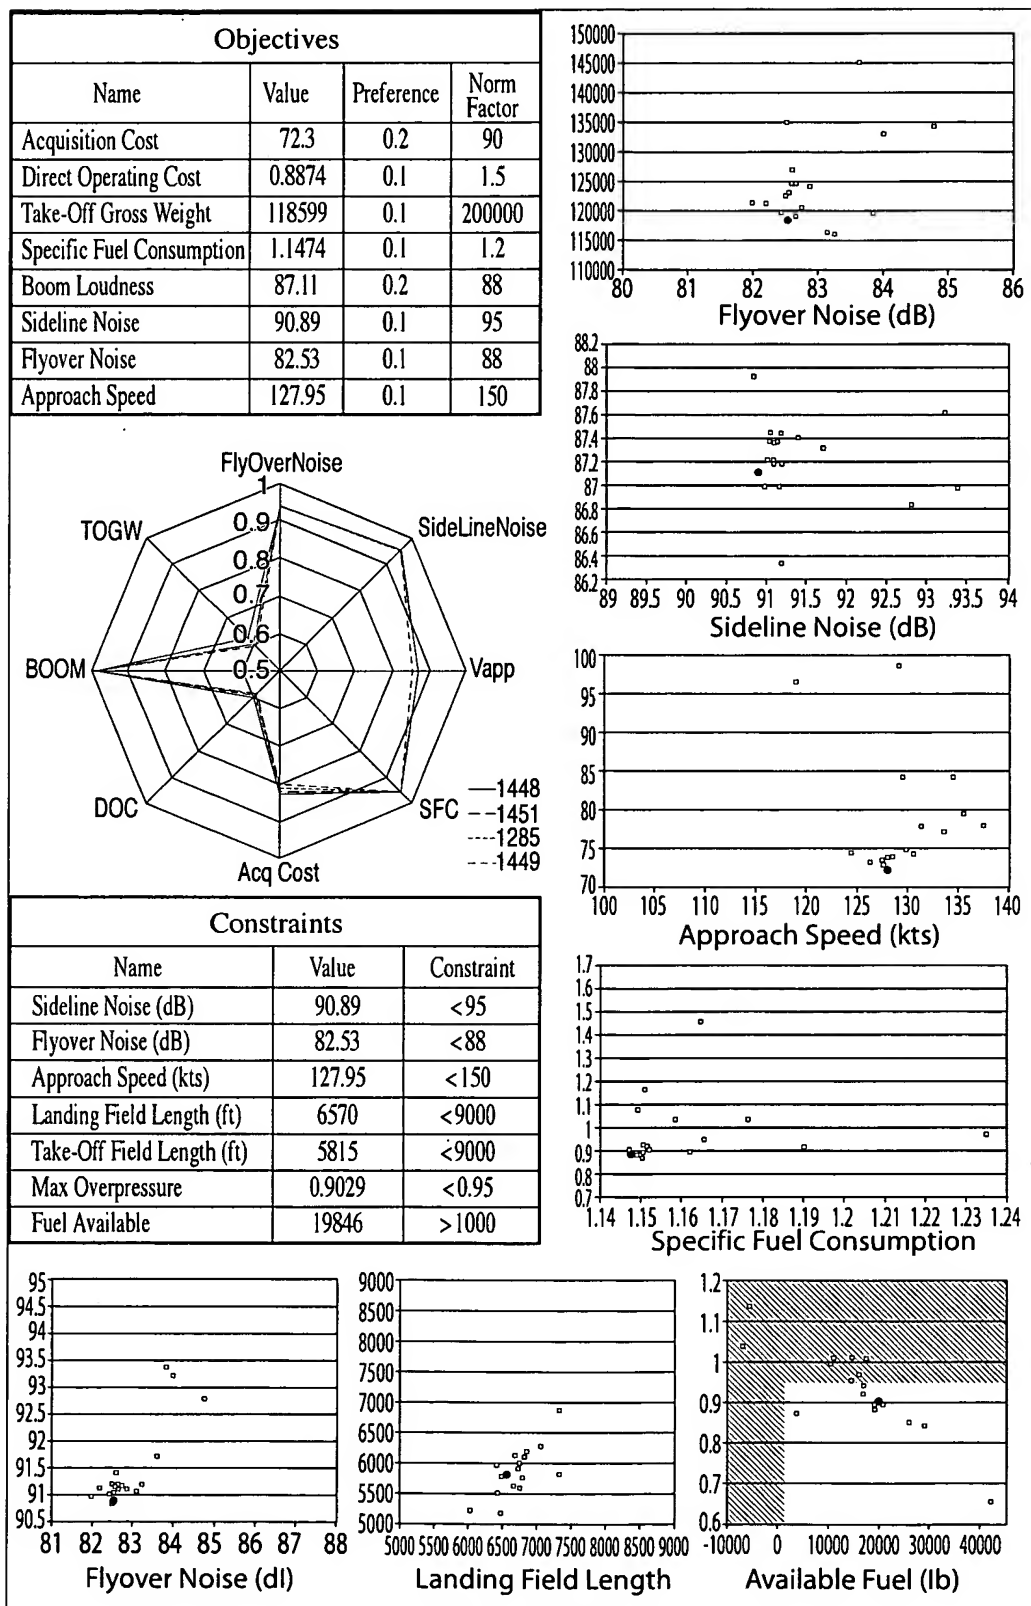 Objectives
Name Value Preference Norm Factor
Acquisition Cost 72.3 0.2 90
Direct Operating Cost 0.8874 0.1 1.5
Take-Off Gross Weight 118599 0.1 200000
Specific Fuel Consumption 1.1474 0.1 1.2
Boom Loudness 87.11 0.2 88
Sideline Noise 90.89 0.1 95
Flyover Noise 82.53 0.1 88
Approach Speed 127.95 0.1 150
150000
145000
140000
135000
130000
125000
120000
115000
110000
80 81 82 83 84 85 86
Flyover Noise (dB)
88.2
88
87.8
87.6
87.4
87.2
87
86.8
86.6
86.4
86.2
89 89.5 90 90.5 91 91.5 92 92.5 93 .93.5 94
Sideline Noise (dB)
FlyOverNoise
SideLineNoise
Vapp
SFC
Acq Cost
DOC
BOOM
TOGW
1
0.9
0.8
0.7
0.6
0.5
1448
1451
1285
1449
100
95
90
85
80
75
70
100 105 110 115 120 125 130 135 140
Approach Speed (kts)
Constraints
Name Value Constraint
Sideline Noise (dB) 90.89 <95
Flyover Noise (dB) 82.53 <88
Approach Speed (kts) 127.95 <150
Landing Field Length (ft) 6570 <9000
Take-Off Field Length (ft) 5815 <9000
Max Overpressure 0.9029 <0.95
Fuel Available 19846 >1000
1.7
1.6
1.5
1.4
1.3
1.2
1.1
1
0.9
0.8
0.7
1.14 1.15 1.16 1.17 1.18 1.19 1.2 1.21 1.22 1.23 1.24
Specific Fuel Consumption
95
94.5
94
93.5
93
92.5
92
91.5
91
90.5
81 82 83 84 85 86 87 88
Flyover Noise (dl)
9000
8500
8000
7500
7000
6500
6000
5500
5000
5000 5500 6000 6500 7000 7500 8000 8500 9000
Landing Field Length
1.2
1.1
1
0.9
0.8
0.7
0.6
-10000 0 10000 20000 30000 40000
Available Fuel (lb)